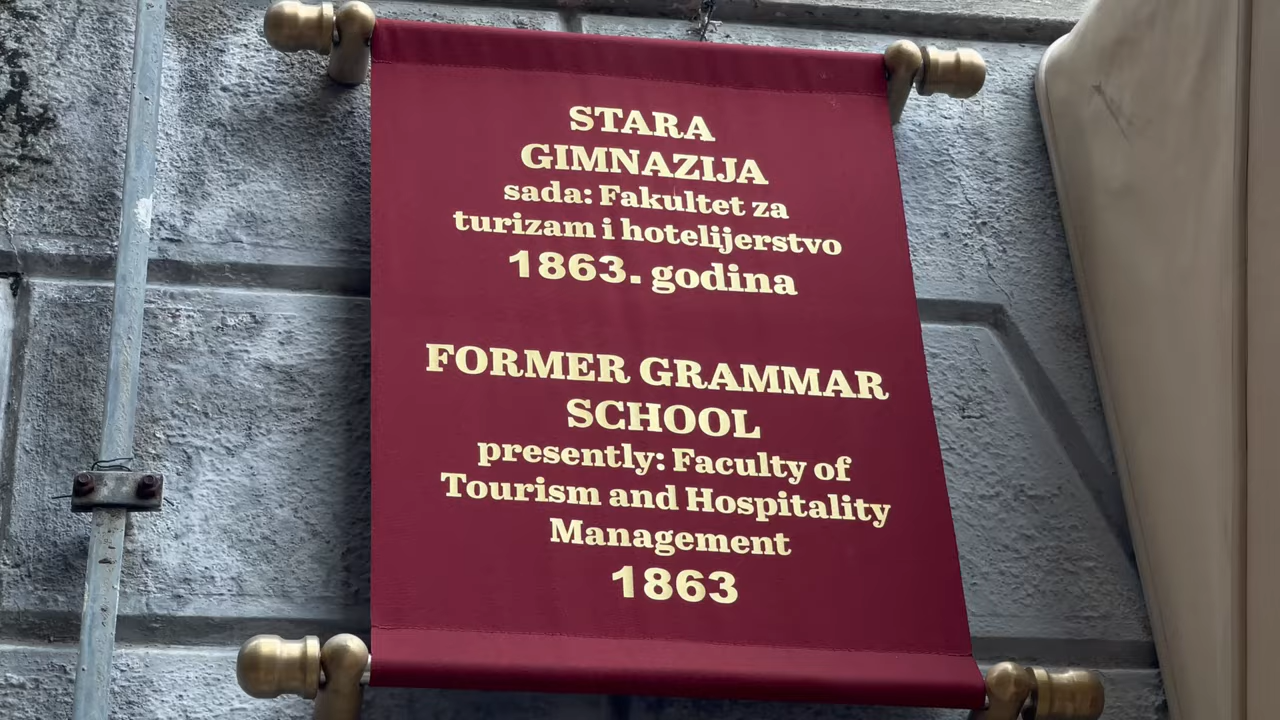 STARA
GIMNAZIJA
sada: Fakultet za
turizam i hotelijerstvo
1863. godina
FORMER GRAMMAR
SCHOOL
presently: Faculty of
Tourism and Hospitality
Management
1863